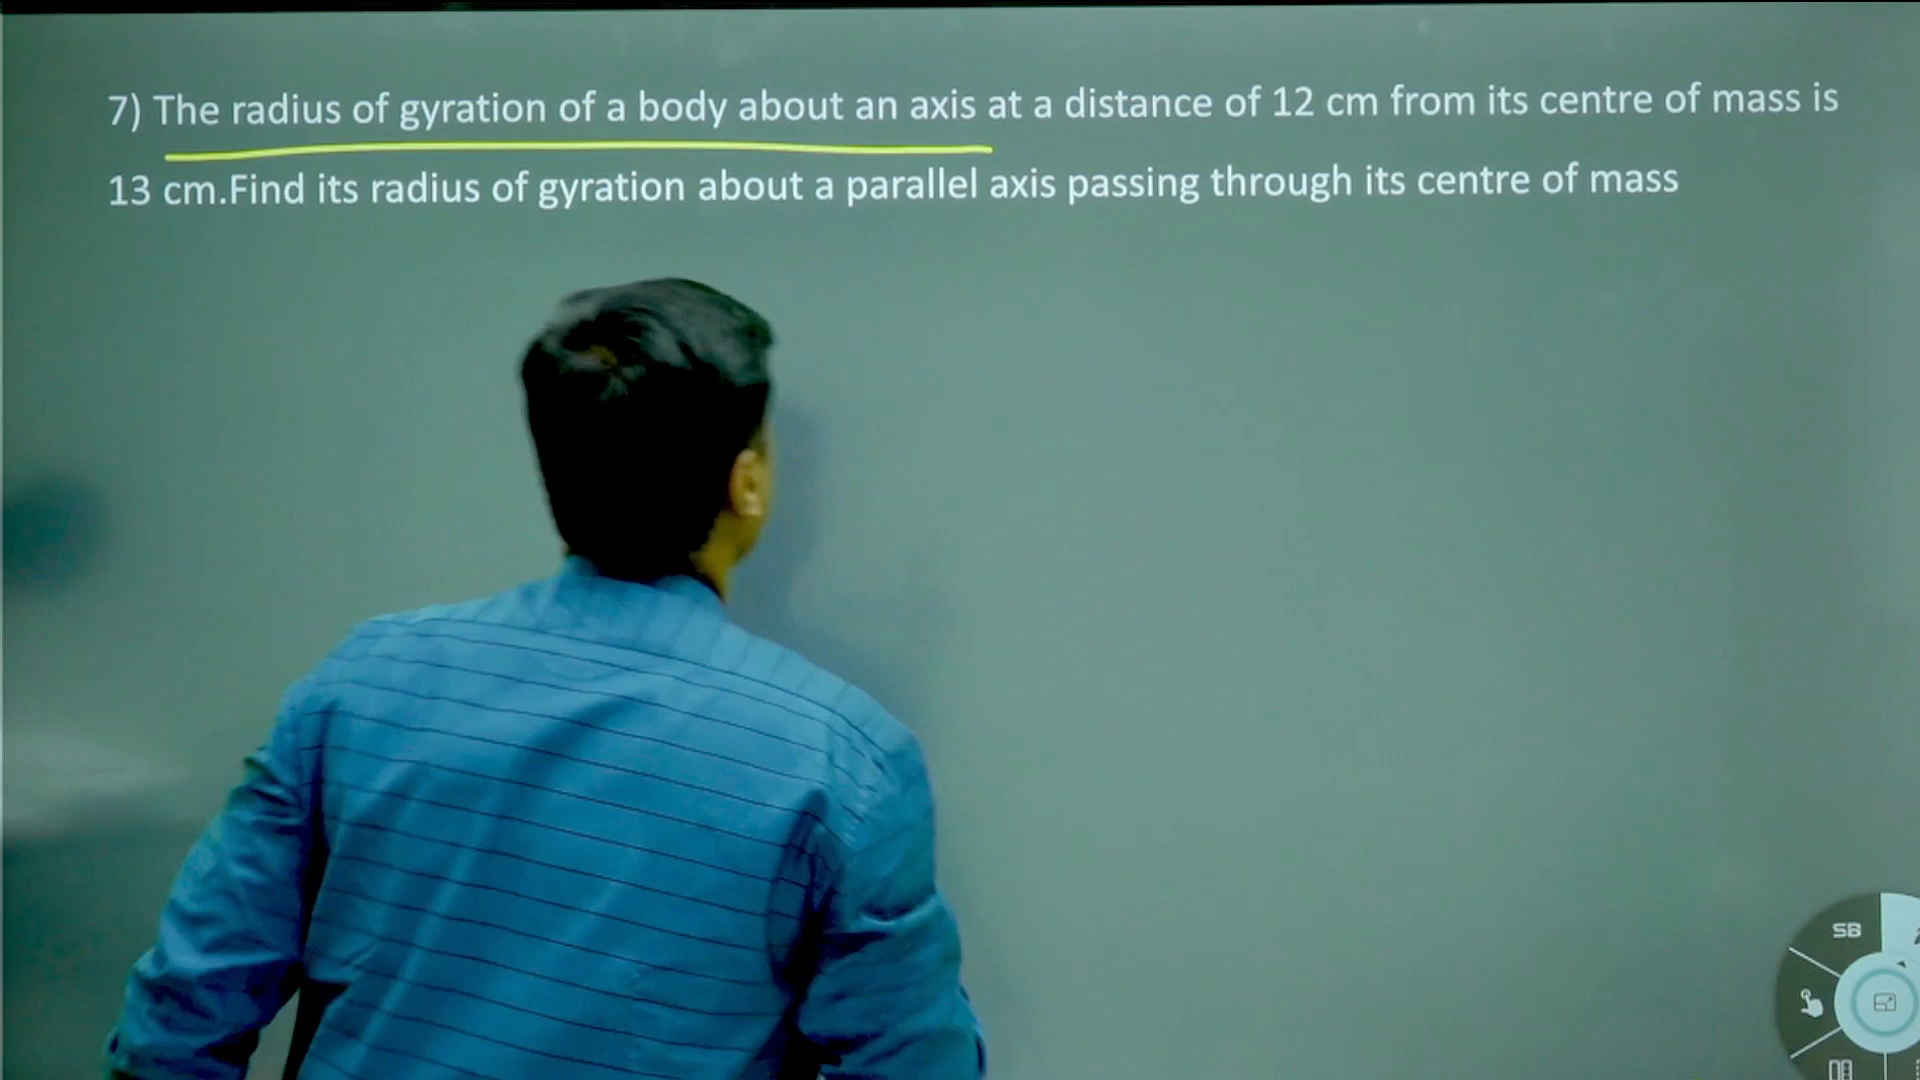 7) The radius of gyration of a body about an axis at a distance of 12 cm from its centre of mass is
13 cm.Find its radius of gyration about a parallel axis passing through its centre of mass
SB